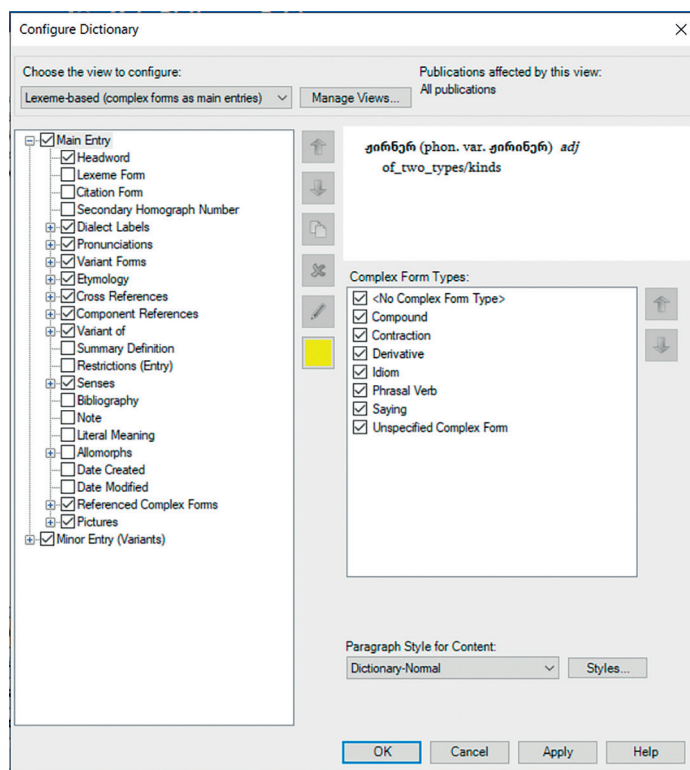 Configure Dictionary
Choose the view to configure:
Publications affected by this view:
Lexeme-based (complex forms as main entries)
Manage Views...
All publications
Main Entry
Headword
Lexeme Form
Citation Form
Secondary Homograph Number
Dialect Labels
Pronunciations
Variant Forms
Etymology
Cross References
Component References
Variant of
Summary Definition
Restrictions (Entry)
Senses
Bibliography
Note
Literal Meaning
Allomorphs
Date Created
Date Modified
Referenced Complex Forms
Pictures
Minor Entry (Variants)
ჟირნერ (phon. var. ჟირინერ) adj
of_two_types/kinds
Complex Form Types:
<No Complex Form Type>
Compound
Contraction
Derivative
Idiom
Phrasal Verb
Saying
Unspecified Complex Form
Paragraph Style for Content:
Dictionary-Normal
Styles...
OK
Cancel
Apply
Help